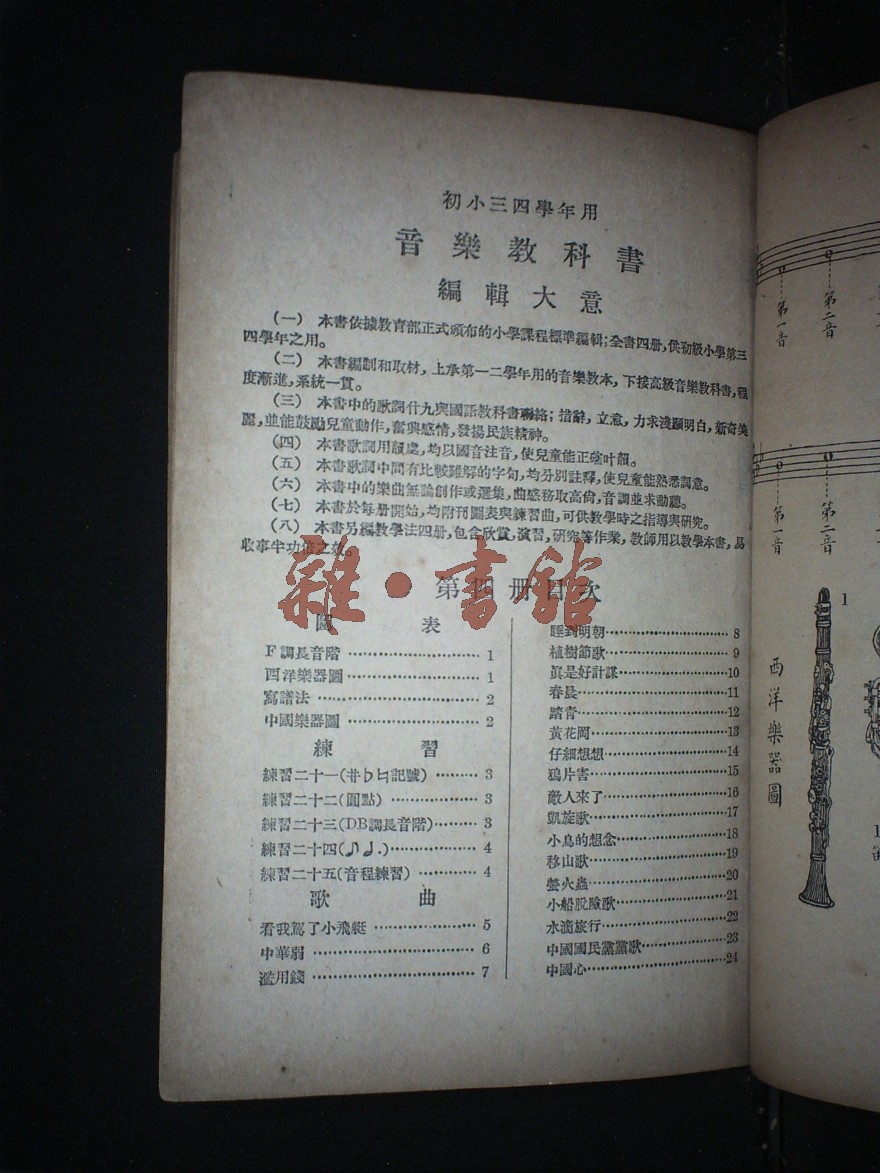 初小三四學年用
音樂教科書
編輯大意
(一) 本書依據教育部正式頒布的小學課程標準編輯;全書四册,供初級小學第三
四學年之用。
(二) 本書編制和取材,上承第一二學年用的音樂教本,下接高級音樂教科書,程
度漸進,系統一貫。
(三) 本書中的歌詞什九與國語教科書聯絡;措辭,立意,力求淺顯明白,新奇美
麗,並能鼓勵兒童動作,奮興感情,發揚民族精神。
(四) 本書歌詞用韻處,均以國音注音,使兒童能正確叶韻。
(五) 本書歌詞中間有比較難解的字句,均分別註釋,使兒童能熟悉詞意。
(六) 本書中的樂曲無論創作或選集,曲感務取高尙,音調並求動聽。
(七) 本書於每册開始,均附刊圖表與練習曲,可供敎學時之指導與研究。
(八) 本書另編敎學法四册,包含欣賞,演習,研究等作業,敎師用以敎學本書,易
收事半功倍之效。
雜·書館
第四册目次
圖表
F調長音階 1
西洋樂器圖 1
寫譜法 2
中國樂器圖 2
練習
練習二十一(♯♭♮記號) 3
練習二十二(圓點) 3
練習二十三(DB調長音階) 3
練習二十四(♪♩.) 4
練習二十五(音程練習) 4
歌曲
看我駕了小飛艇 5
中華弱 6
濫用錢 7
睡到明朝 8
植樹節歌 9
眞是好計謀 10
春晨 11
踏青 12
黃花岡 13
仔細想想 14
鴉片害 15
敵人來了 16
凱旋歌 17
小鳥的想念 18
移山歌 19
螢火蟲 20
小船脫險歌 21
水滴旅行 22
中國國民黨黨歌 23
中國心 24
第一音
第二音
第一音
第二音
西洋樂器圖
1